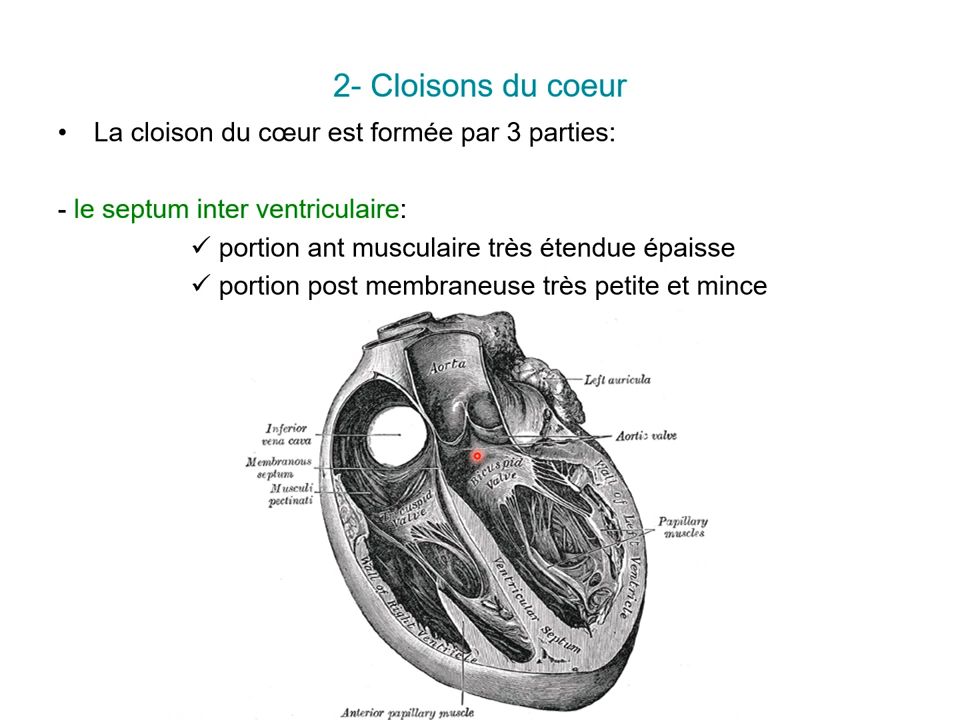 2- Cloisons du coeur
• La cloison du cœur est formée par 3 parties:
- le septum inter ventriculaire:
✓ portion ant musculaire très étendue épaisse
✓ portion post membraneuse très petite et mince
Aorta
Left auricula
Inferior
vena cava
Aortic valve
Membranous
septum
Bicuspid
Valve
Musculi
pectinati
Tricuspid
Valve
Wall of Left Ventricle
Papillary
muscles
Ventricular Septum
Wall of Right Ventricle
Anterior papillary muscle